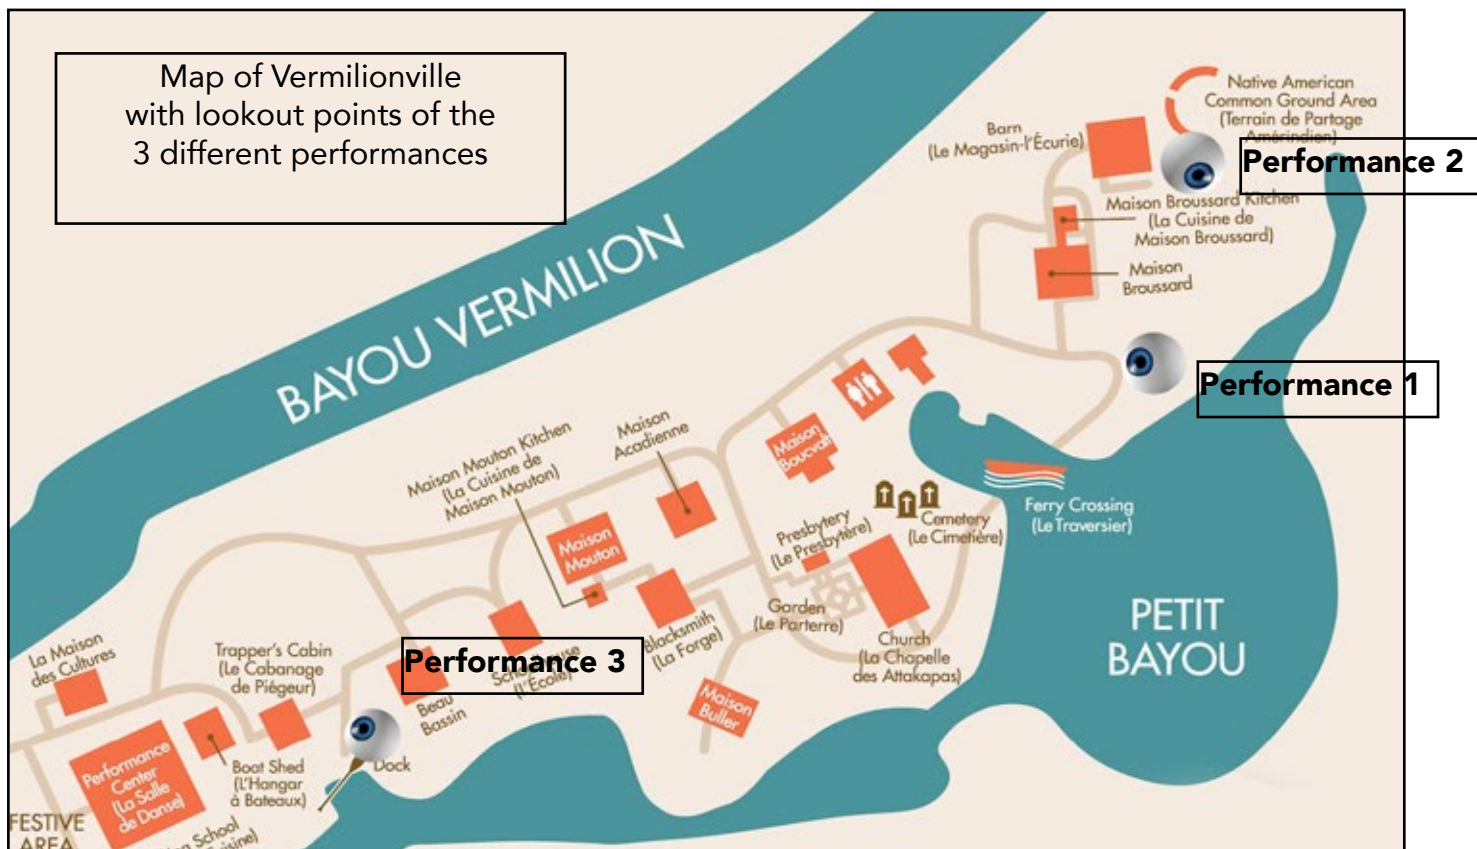 Map of Vermilionville
with lookout points of the
3 different performances
Native American
Common Ground Area
(Terrain de Partage
Amérindien)
Performance 2
Barn
(Le Magasin-l'Écurie)
Maison Broussard Kitchen
(La Cuisine de
Maison Broussard)
Maison
Broussard
BAYOU VERMILION
Performance 1
Maison
Boucvalt
Maison
Acadienne
Maison Mouton Kitchen
(La Cuisine de
Maison Mouton)
Maison
Mouton
Cemetery
(Le Cimetière)
Ferry Crossing
(Le Traversier)
Presbytery
(Le Presbytère)
Garden
(Le Parterre)
Church
(La Chapelle
des Attakapas)
PETIT
BAYOU
Blacksmith
(La Forge)
Performance 3
(L'École)
Maison
Buller
Beau
Bassin
La Maison
des Cultures
Trapper's Cabin
(Le Cabanage
de Piégeur)
Dock
Boat Shed
(L'Hangar
à Bateaux)
Performance
Center
(La Salle
de Danse)
FESTIVE
AREA
School